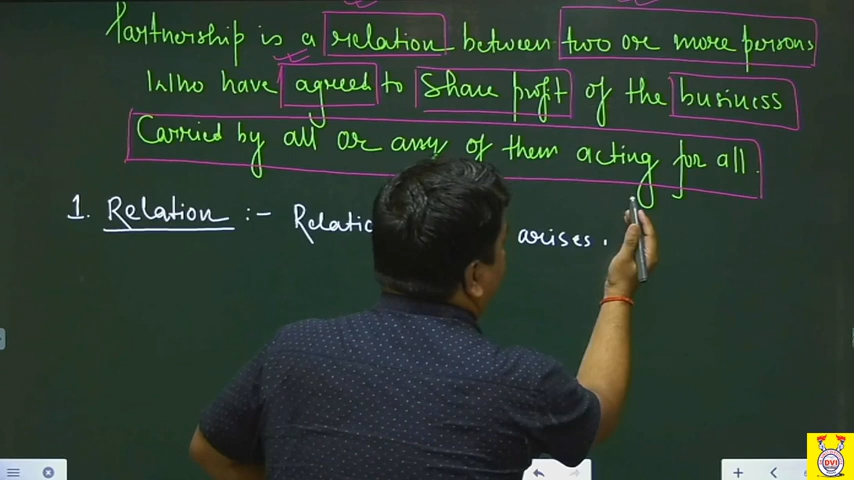 Partnership is a relation between two or more persons
Who have agreed to Share profit of the business
Carried by all or any of them acting for all.
1. Relation :- arises.
DVI